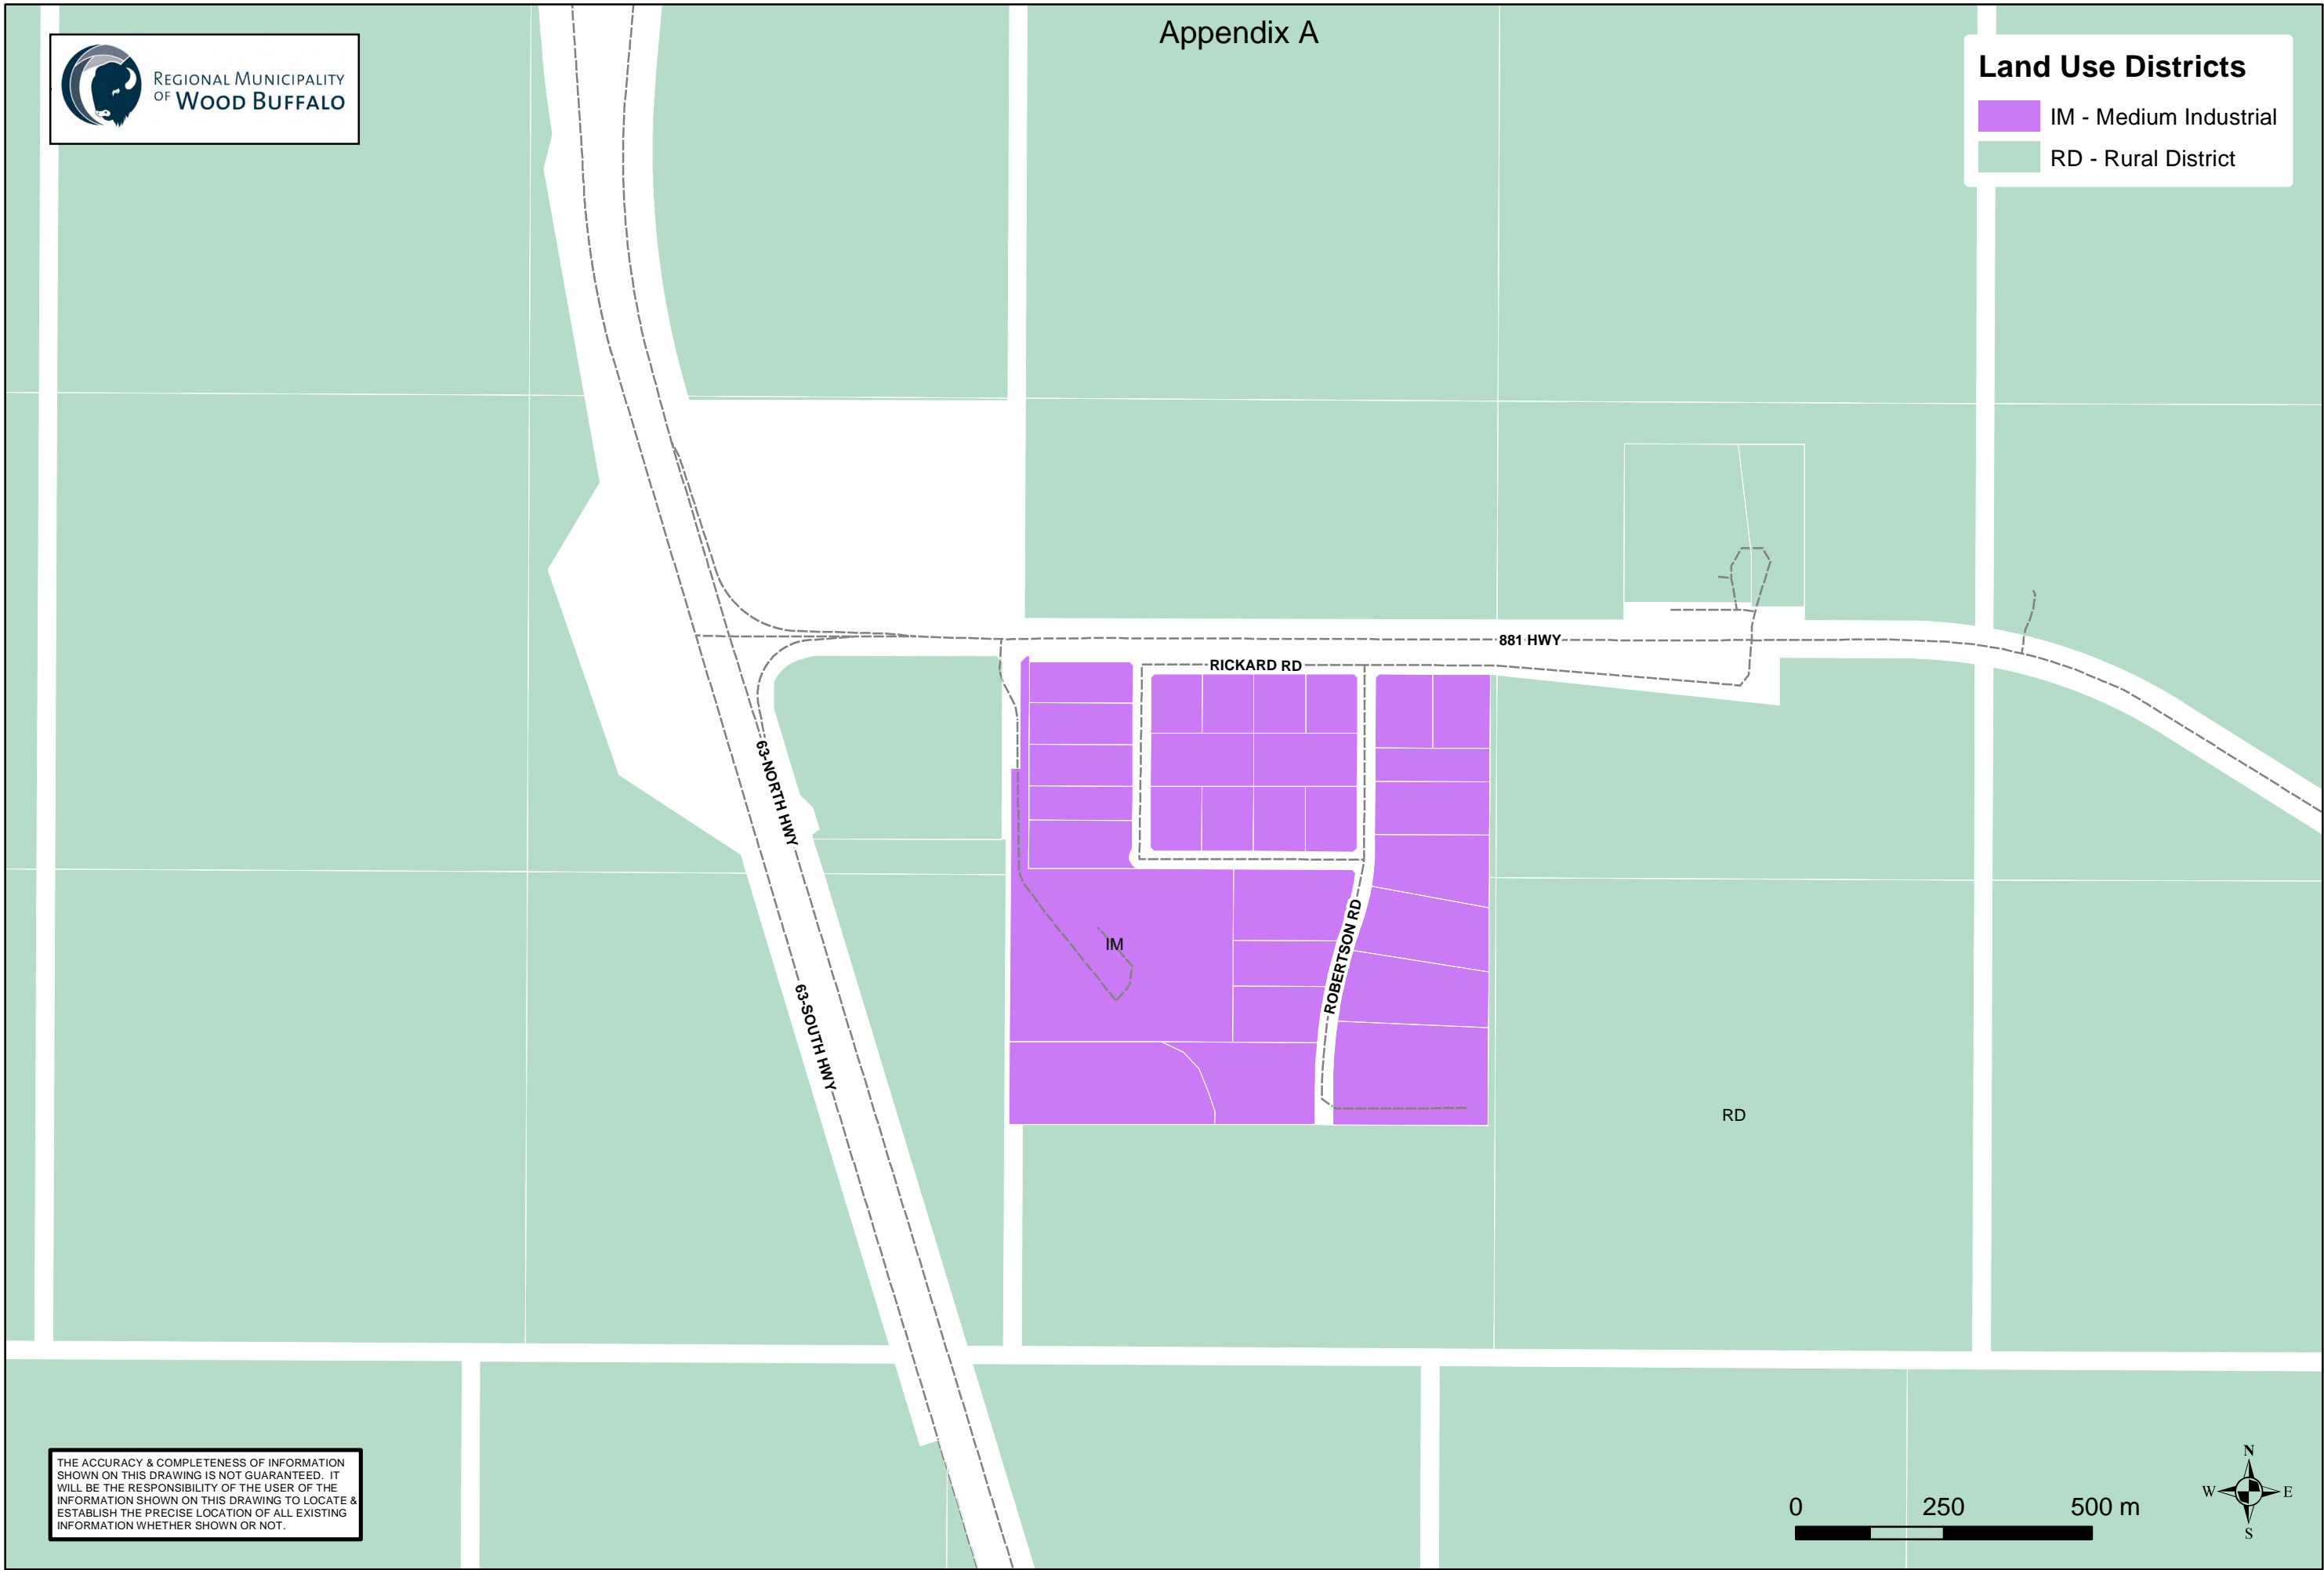 Appendix A
REGIONAL MUNICIPALITY
OF WOOD BUFFALO
Land Use Districts
IM - Medium Industrial
RD - Rural District
881 HWY
RICKARD RD
63-NORTH HWY
ROBERTSON RD
IM
63-SOUTH HWY
RD
THE ACCURACY & COMPLETENESS OF INFORMATION
SHOWN ON THIS DRAWING IS NOT GUARANTEED. IT
WILL BE THE RESPONSIBILITY OF THE USER OF THE
INFORMATION SHOWN ON THIS DRAWING TO LOCATE &
ESTABLISH THE PRECISE LOCATION OF ALL EXISTING
INFORMATION WHETHER SHOWN OR NOT.
0 250 500 m
N
W E
S